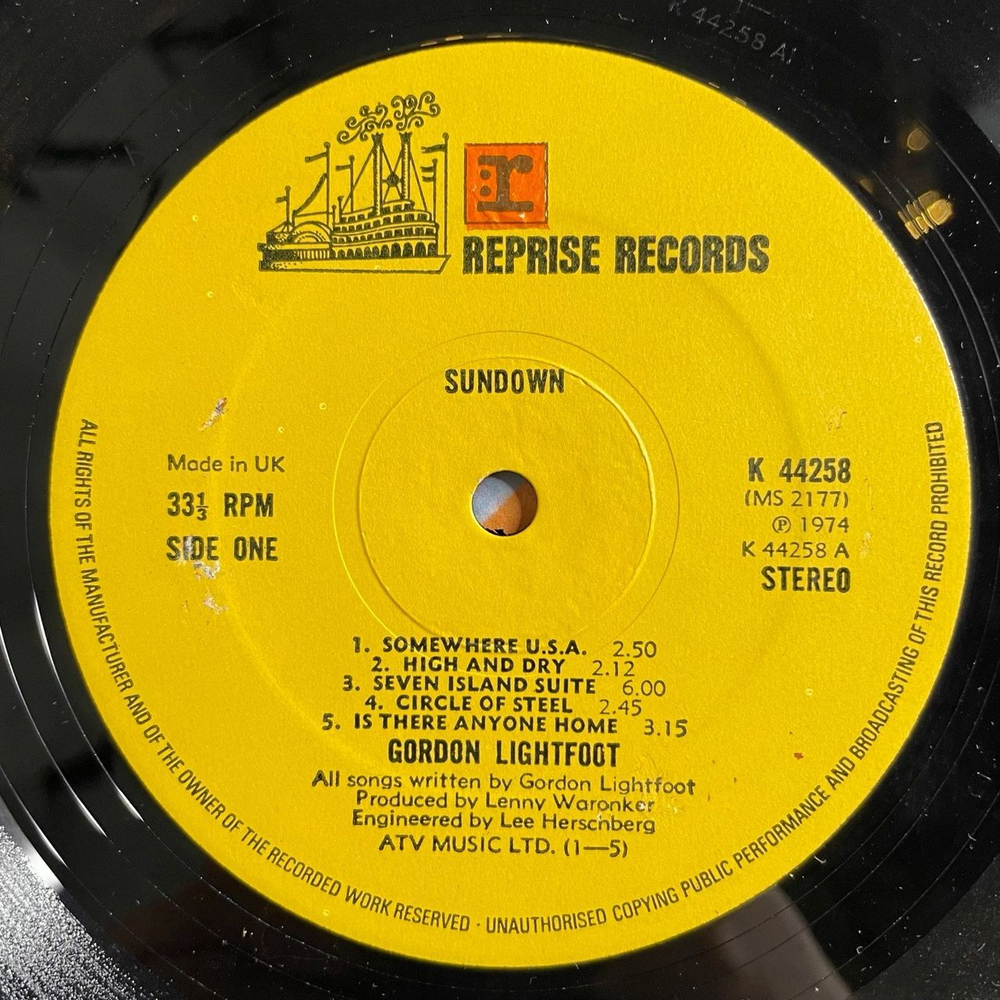 K 44258 A
r
REPRISE RECORDS
SUNDOWN
Made in UK
33⅓ RPM
SIDE ONE
K 44258
(MS 2177)
℗ 1974
K 44258 A
STEREO
1. SOMEWHERE U.S.A. 2.50
2. HIGH AND DRY 2.12
3. SEVEN ISLAND SUITE 6.00
4. CIRCLE OF STEEL 2.45
5. IS THERE ANYONE HOME 3.15
GORDON LIGHTFOOT
All songs written by Gordon Lightfoot
Produced by Lenny Waronker
Engineered by Lee Herschberg
ATV MUSIC LTD. (1—5)
ALL RIGHTS OF THE MANUFACTURER AND OF THE OWNER OF THE RECORDED WORK RESERVED · UNAUTHORISED COPYING PUBLIC PERFORMANCE AND BROADCASTING OF THIS RECORD PROHIBITED